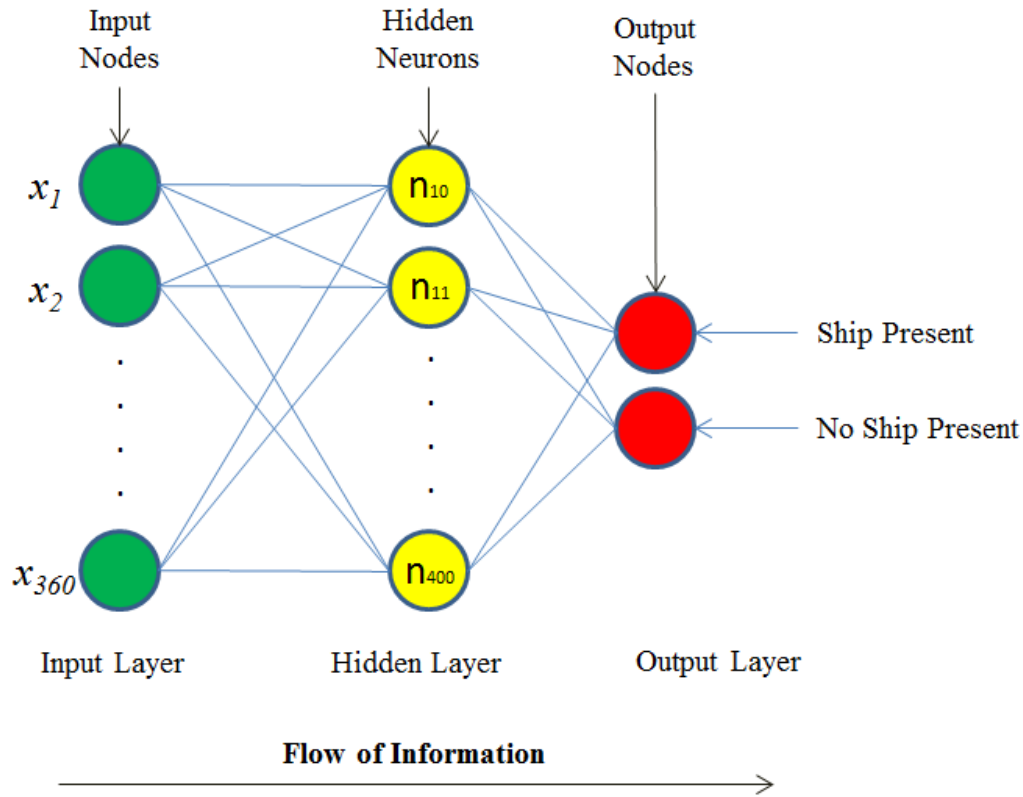 Input
Nodes
Hidden
Neurons
Output
Nodes
x1
n10
x2
n11
Ship Present
No Ship Present
x360
n400
Input Layer
Hidden Layer
Output Layer
Flow of Information